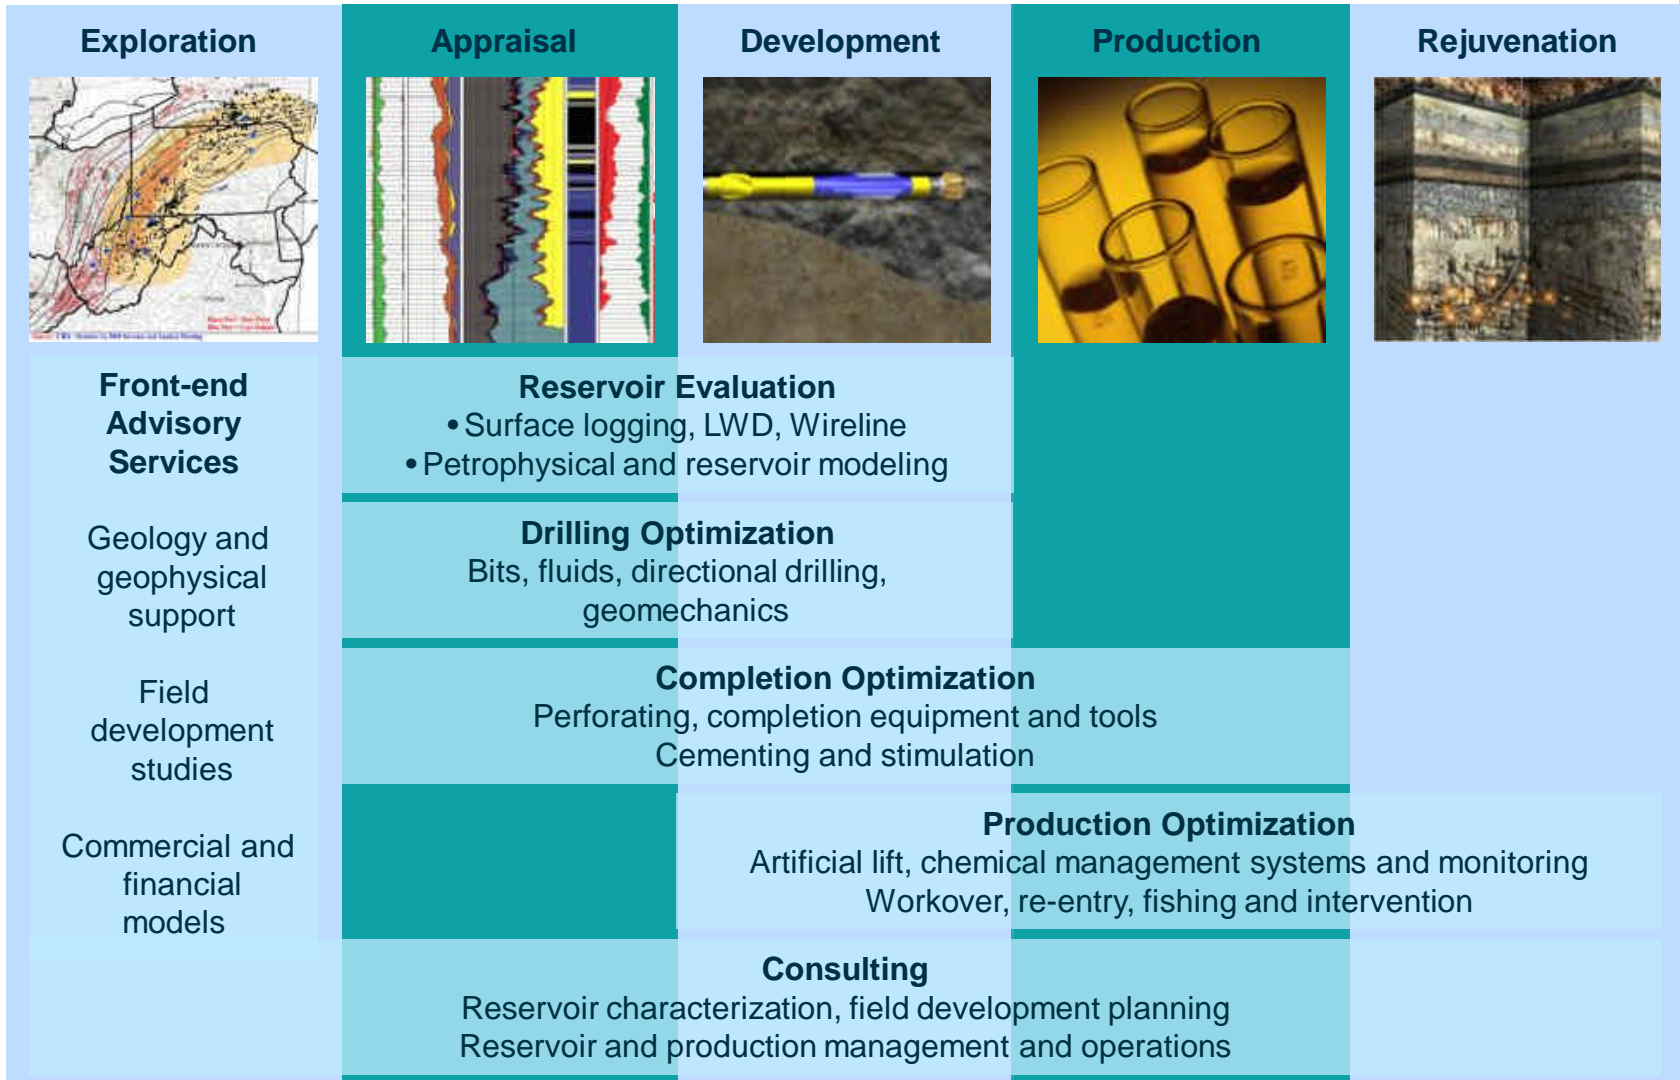 Exploration
Appraisal
Development
Production
Rejuvenation
Front-end
Advisory
Services
Geology and
geophysical
support
Field
development
studies
Commercial and
financial
models
Reservoir Evaluation
•Surface logging, LWD, Wireline
•Petrophysical and reservoir modeling
Drilling Optimization
Bits, fluids, directional drilling,
geomechanics
Completion Optimization
Perforating, completion equipment and tools
Cementing and stimulation
Production Optimization
Artificial lift, chemical management systems and monitoring
Workover, re-entry, fishing and intervention
Consulting
Reservoir characterization, field development planning
Reservoir and production management and operations